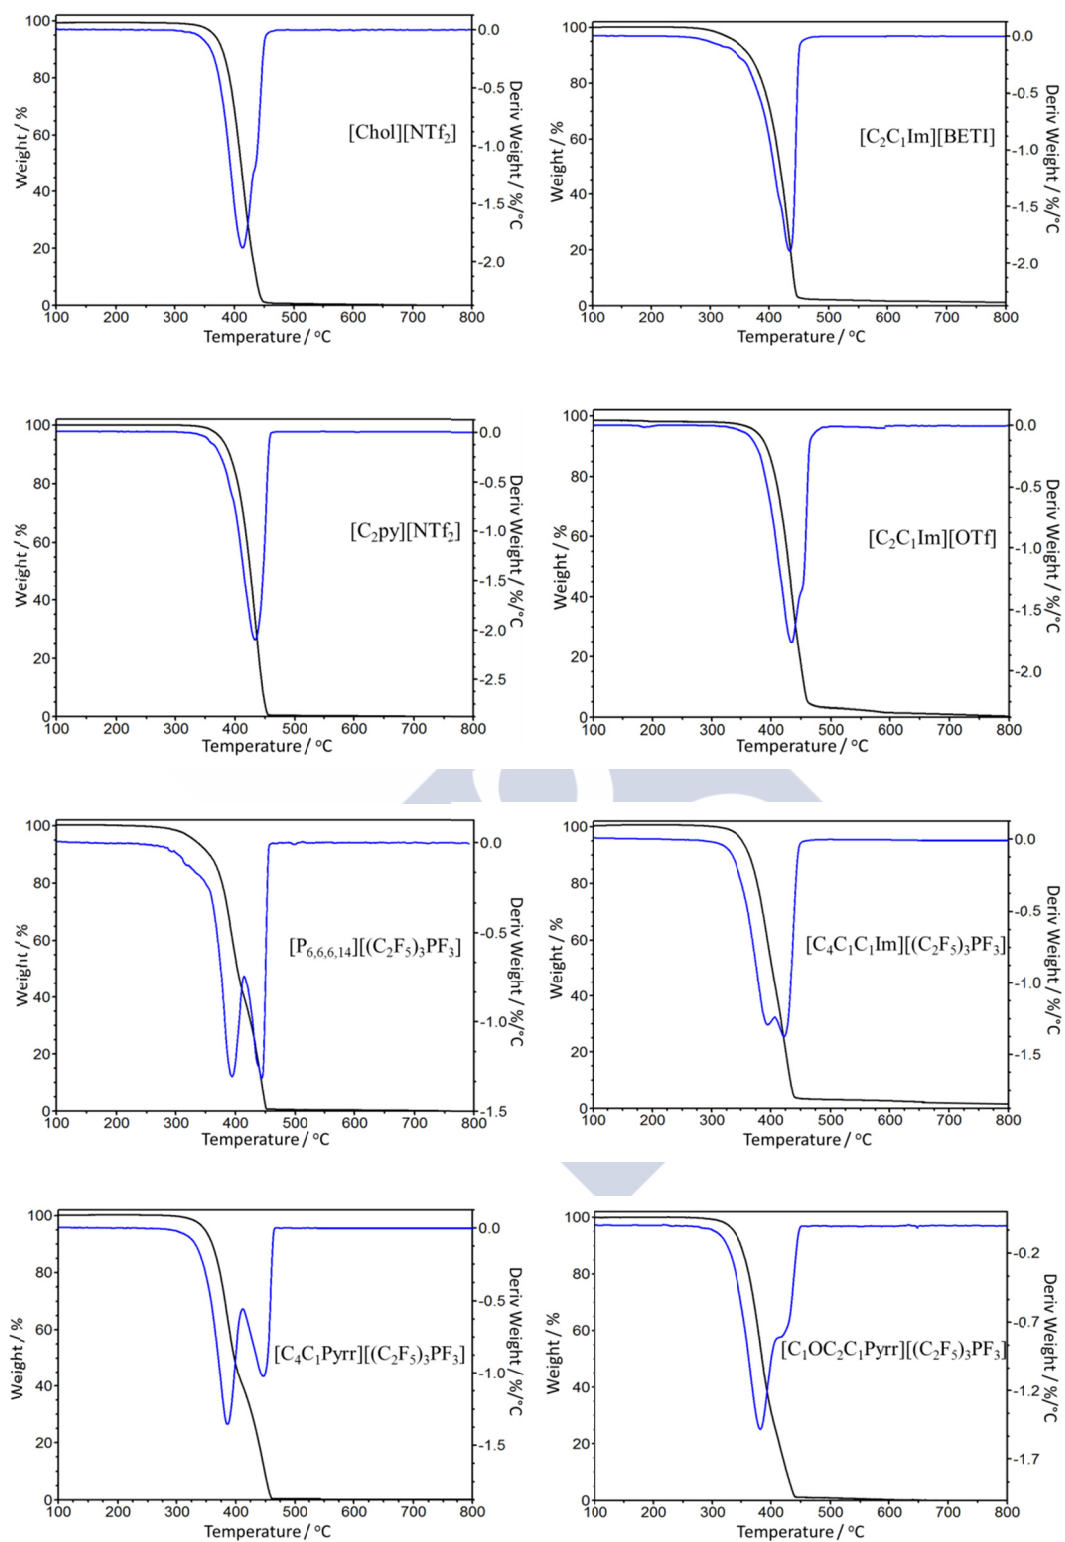 100
80
60
40
20
0
Weight / %
0.0
-0.5
-1.0
-1.5
-2.0
Deriv Weight / %/°C
[Chol][NTf₂]
100 200 300 400 500 600 700 800
Temperature / °C
100
80
60
40
20
0
Weight / %
0.0
-0.5
-1.0
-1.5
-2.0
Deriv Weight / %/°C
[C₂C₁Im][BETI]
100 200 300 400 500 600 700 800
Temperature / °C
100
80
60
40
20
0
Weight / %
0.0
-0.5
-1.0
-1.5
-2.0
-2.5
Deriv Weight / %/°C
[C₂py][NTf₂]
100 200 300 400 500 600 700 800
Temperature / °C
100
80
60
40
20
0
Weight / %
0.0
-0.5
-1.0
-1.5
-2.0
Deriv Weight / %/°C
[C₂C₁Im][OTf]
100 200 300 400 500 600 700 800
Temperature / °C
100
80
60
40
20
0
Weight / %
0.0
-0.5
-1.0
-1.5
Deriv Weight / %/°C
[P₆,₆,₆,₁₄][(C₂F₅)₃PF₃]
100 200 300 400 500 600 700 800
Temperature / °C
100
80
60
40
20
0
Weight / %
0.0
-0.5
-1.0
-1.5
Deriv Weight / %/°C
[C₄C₁C₁Im][(C₂F₅)₃PF₃]
100 200 300 400 500 600 700 800
Temperature / °C
100
80
60
40
20
0
Weight / %
0.0
-0.5
-1.0
-1.5
Deriv Weight / %/°C
[C₄C₁Pyrr][(C₂F₅)₃PF₃]
100 200 300 400 500 600 700 800
Temperature / °C
100
80
60
40
20
0
Weight / %
-0.2
-0.7
-1.2
-1.7
Deriv Weight / %/°C
[C₁OC₂C₁Pyrr][(C₂F₅)₃PF₃]
100 200 300 400 500 600 700 800
Temperature / °C